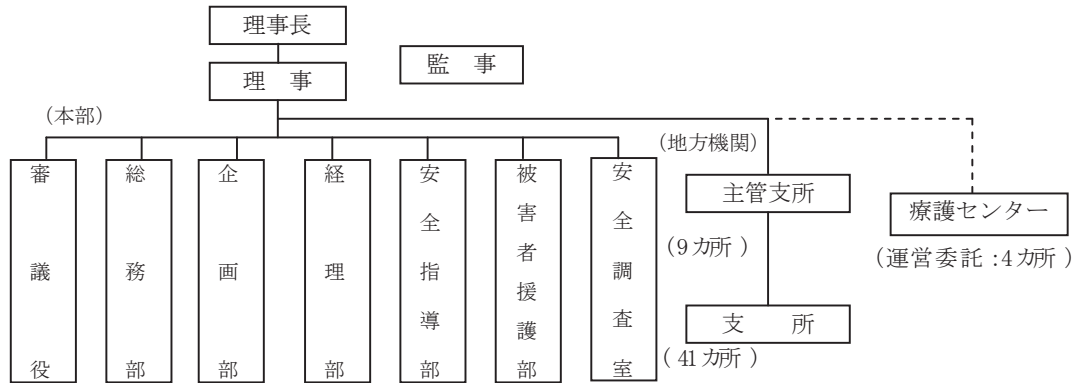 理事長
理　事
監　事
（本部）
（地方機関）
審議役
総務部
企画部
経理部
安全指導部
被害者援護部
安全調査室
主管支所
（9カ所）
支　　所
（41カ所）
療護センター
（運営委託：4カ所）